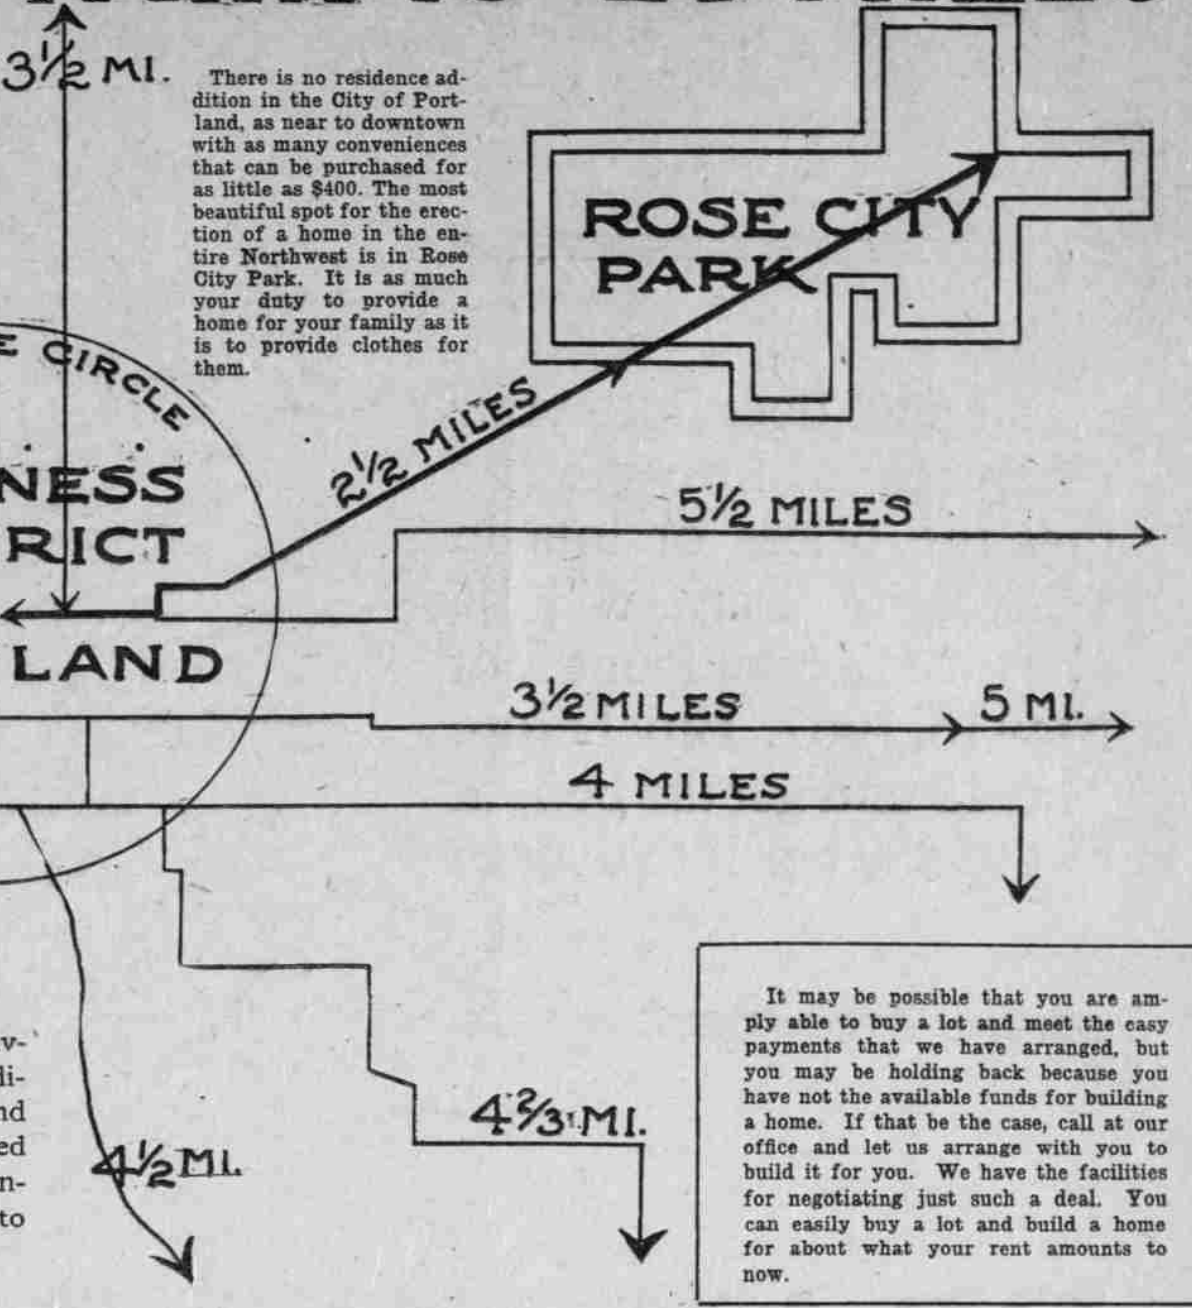 3½ MI.
There is no residence ad-
dition in the City of Port-
land, as near to downtown
with as many conveniences
that can be purchased for
as little as $400. The most
beautiful spot for the erec-
tion of a home in the en-
tire Northwest is in Rose
City Park. It is as much
your duty to provide a
home for your family as it
is to provide clothes for
them.
ROSE CITY
PARK
E CIRCLE
NESS
RICT
LAND
2½ MILES
5½ MILES
3½ MILES
5 MI.
4 MILES
4⅔ MI.
4½ MI.
v-
di-
nd
ed
n-
to
It may be possible that you are am-
ply able to buy a lot and meet the easy
payments that we have arranged, but
you may be holding back because you
have not the available funds for building
a home. If that be the case, call at our
office and let us arrange with you to
build it for you. We have the facilities
for negotiating just such a deal. You
can easily buy a lot and build a home
for about what your rent amounts to
now.